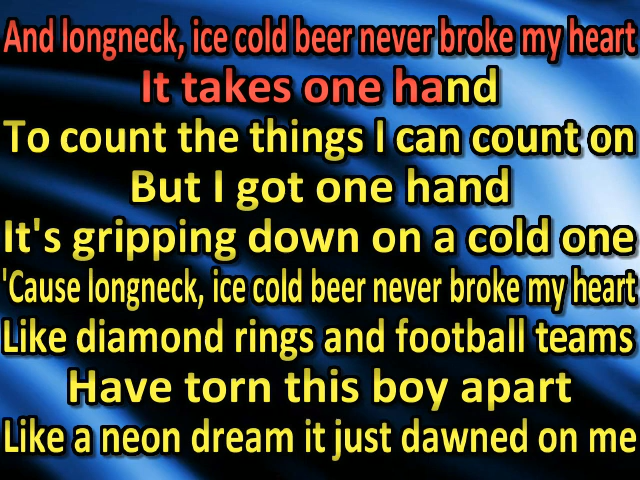 And longneck, ice cold beer never broke my heart
It takes one hand
To count the things I can count on
But I got one hand
It's gripping down on a cold one
'Cause longneck, ice cold beer never broke my heart
Like diamond rings and football teams
Have torn this boy apart
Like a neon dream it just dawned on me